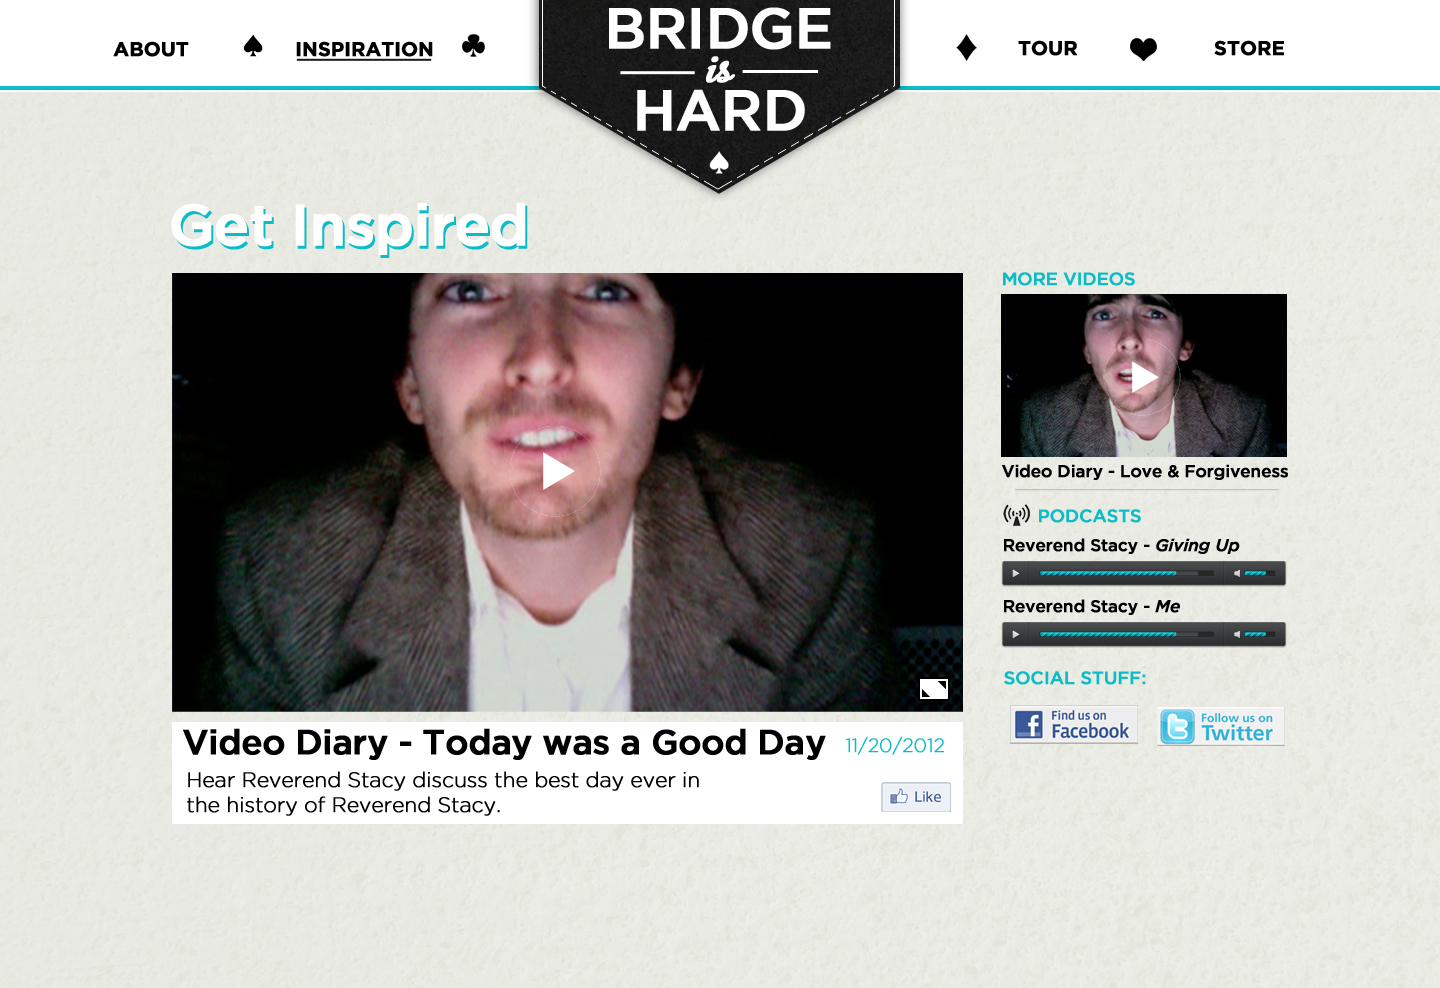 ABOUT
INSPIRATION
BRIDGE
is
HARD
TOUR
STORE
Get Inspired
Video Diary - Today was a Good Day
11/20/2012
Hear Reverend Stacy discuss the best day ever in
the history of Reverend Stacy.
Like
MORE VIDEOS
Video Diary - Love & Forgiveness
PODCASTS
Reverend Stacy - Giving Up
Reverend Stacy - Me
SOCIAL STUFF:
Find us on
Facebook
Follow us on
Twitter